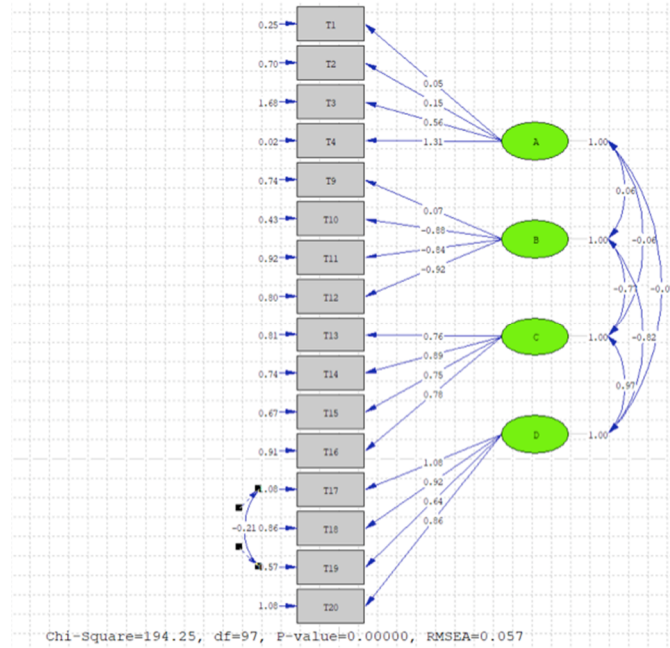 0.25 T1
0.05
0.70 T2
0.15
1.68 T3
0.56
0.02 T4 1.31 A 1.00
0.74 T9
0.06
0.07
0.43 T10
-0.88 B 1.00 -0.06
0.92 T11
-0.84
-0.92
0.80 T12
-0.77
0.81 T13 0.76 C 1.00 -0.82
0.89
0.74 T14
0.75
0.97
0.78
0.67 T15
D 1.00
0.91 T16
1.08
T17
0.92
0.64
-0.21 0.86 T18
0.86
T19
1.08 T20
Chi-Square=194.25, df=97, P-value=0.00000, RMSEA=0.057